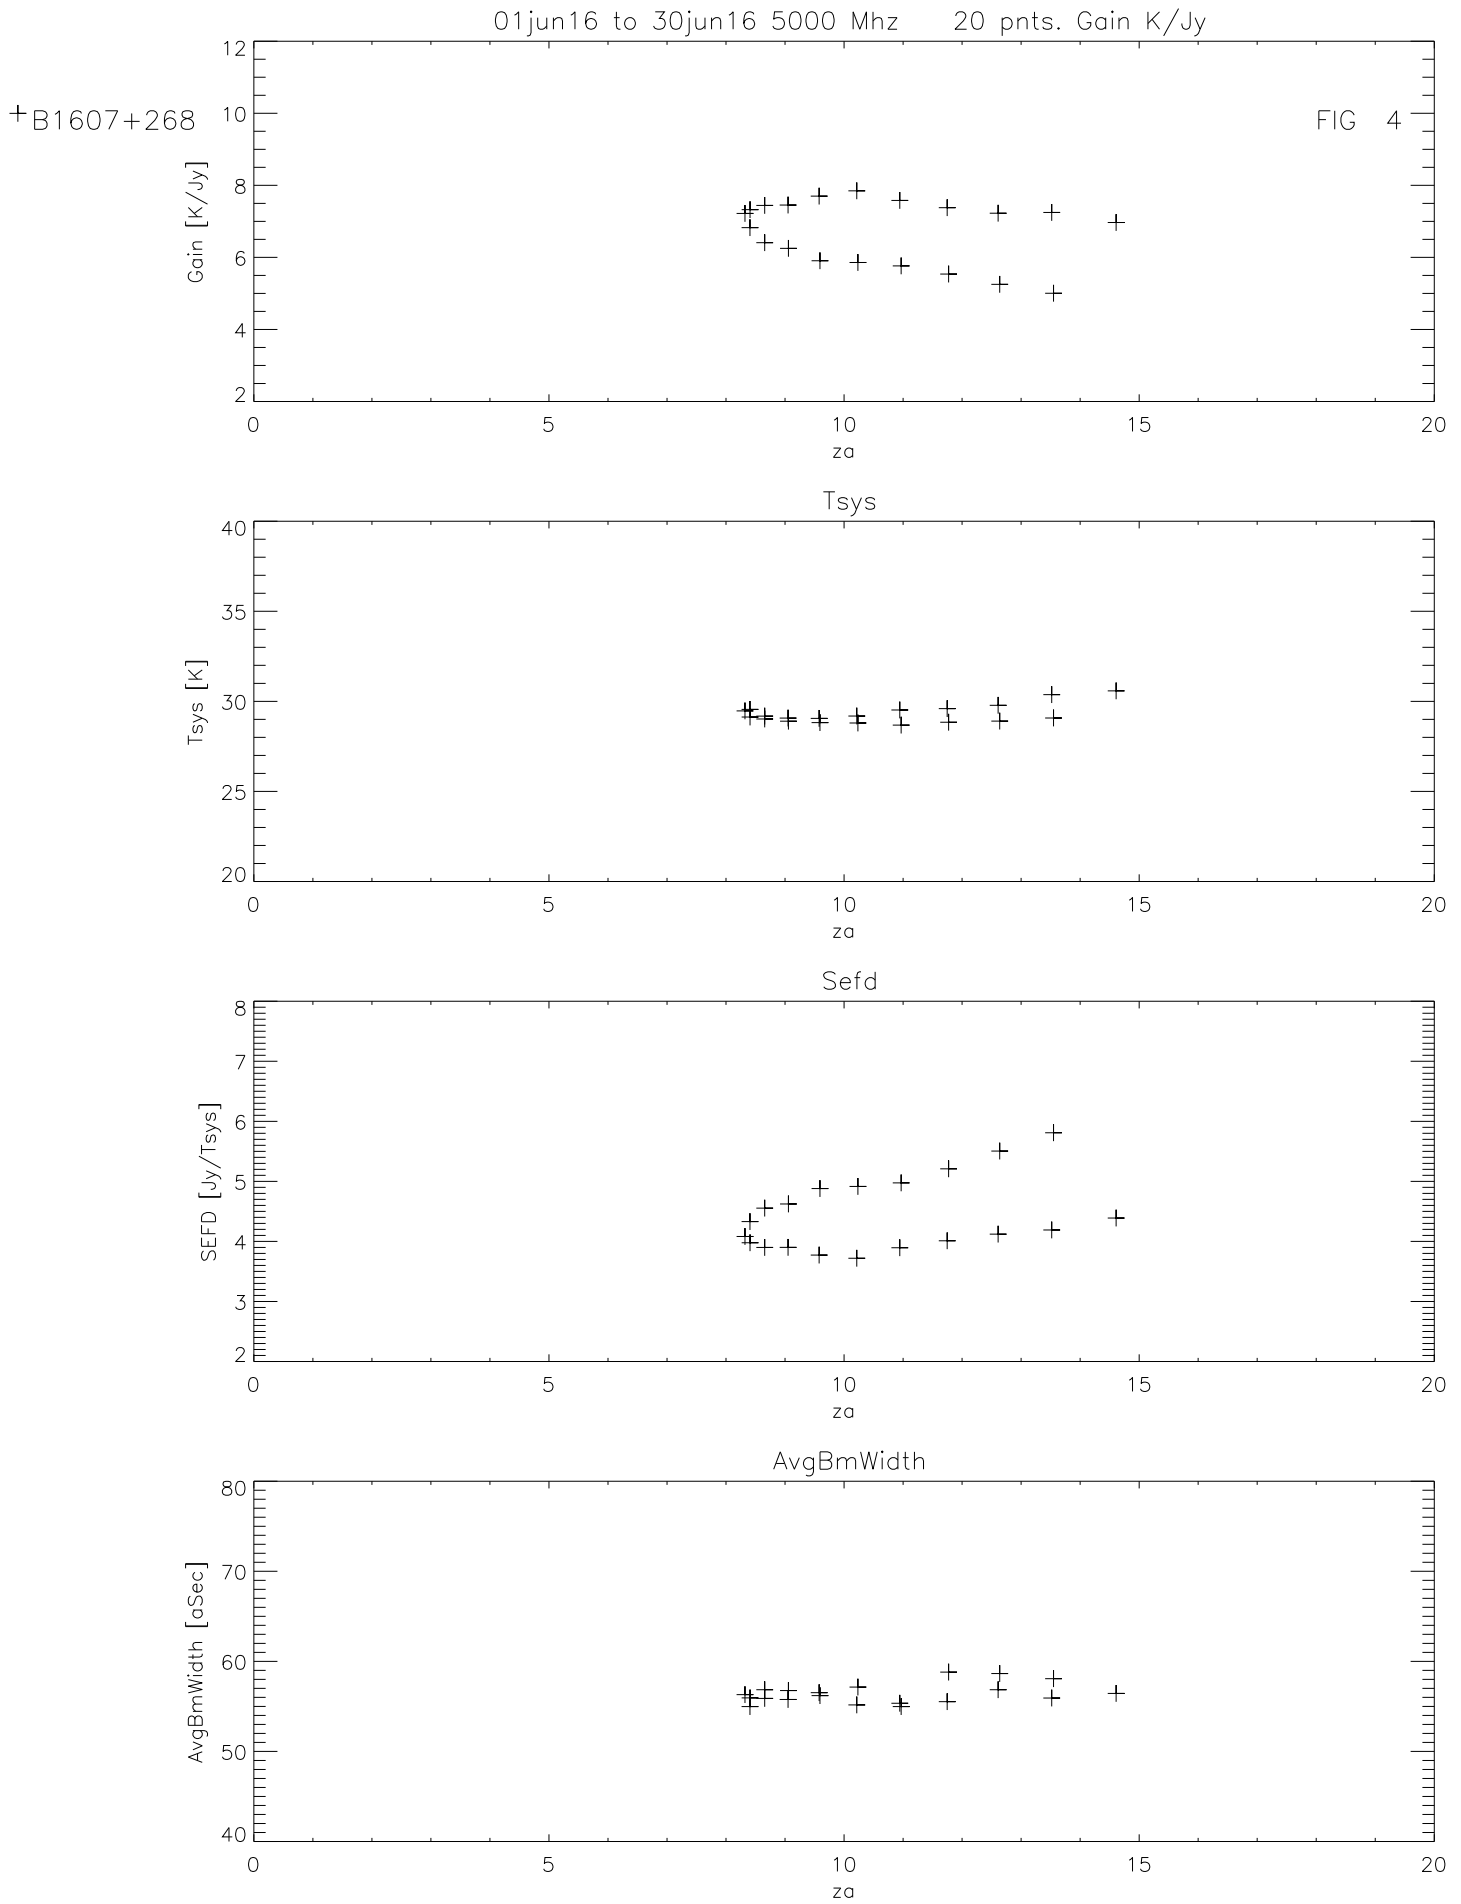 01jun16 to 30jun16 5000 Mhz 20 pnts. Gain K/Jy
+B1607+268
FIG 4
Gain [K/Jy]
12
10
8
6
4
2
0 5 10 15 20
za
Tsys
Tsys [K]
40
35
30
25
20
0 5 10 15 20
za
Sefd
SEFD [Jy/Tsys]
8
7
6
5
4
3
2
0 5 10 15 20
za
AvgBmWidth
AvgBmWidth [aSec]
80
70
60
50
40
0 5 10 15 20
za